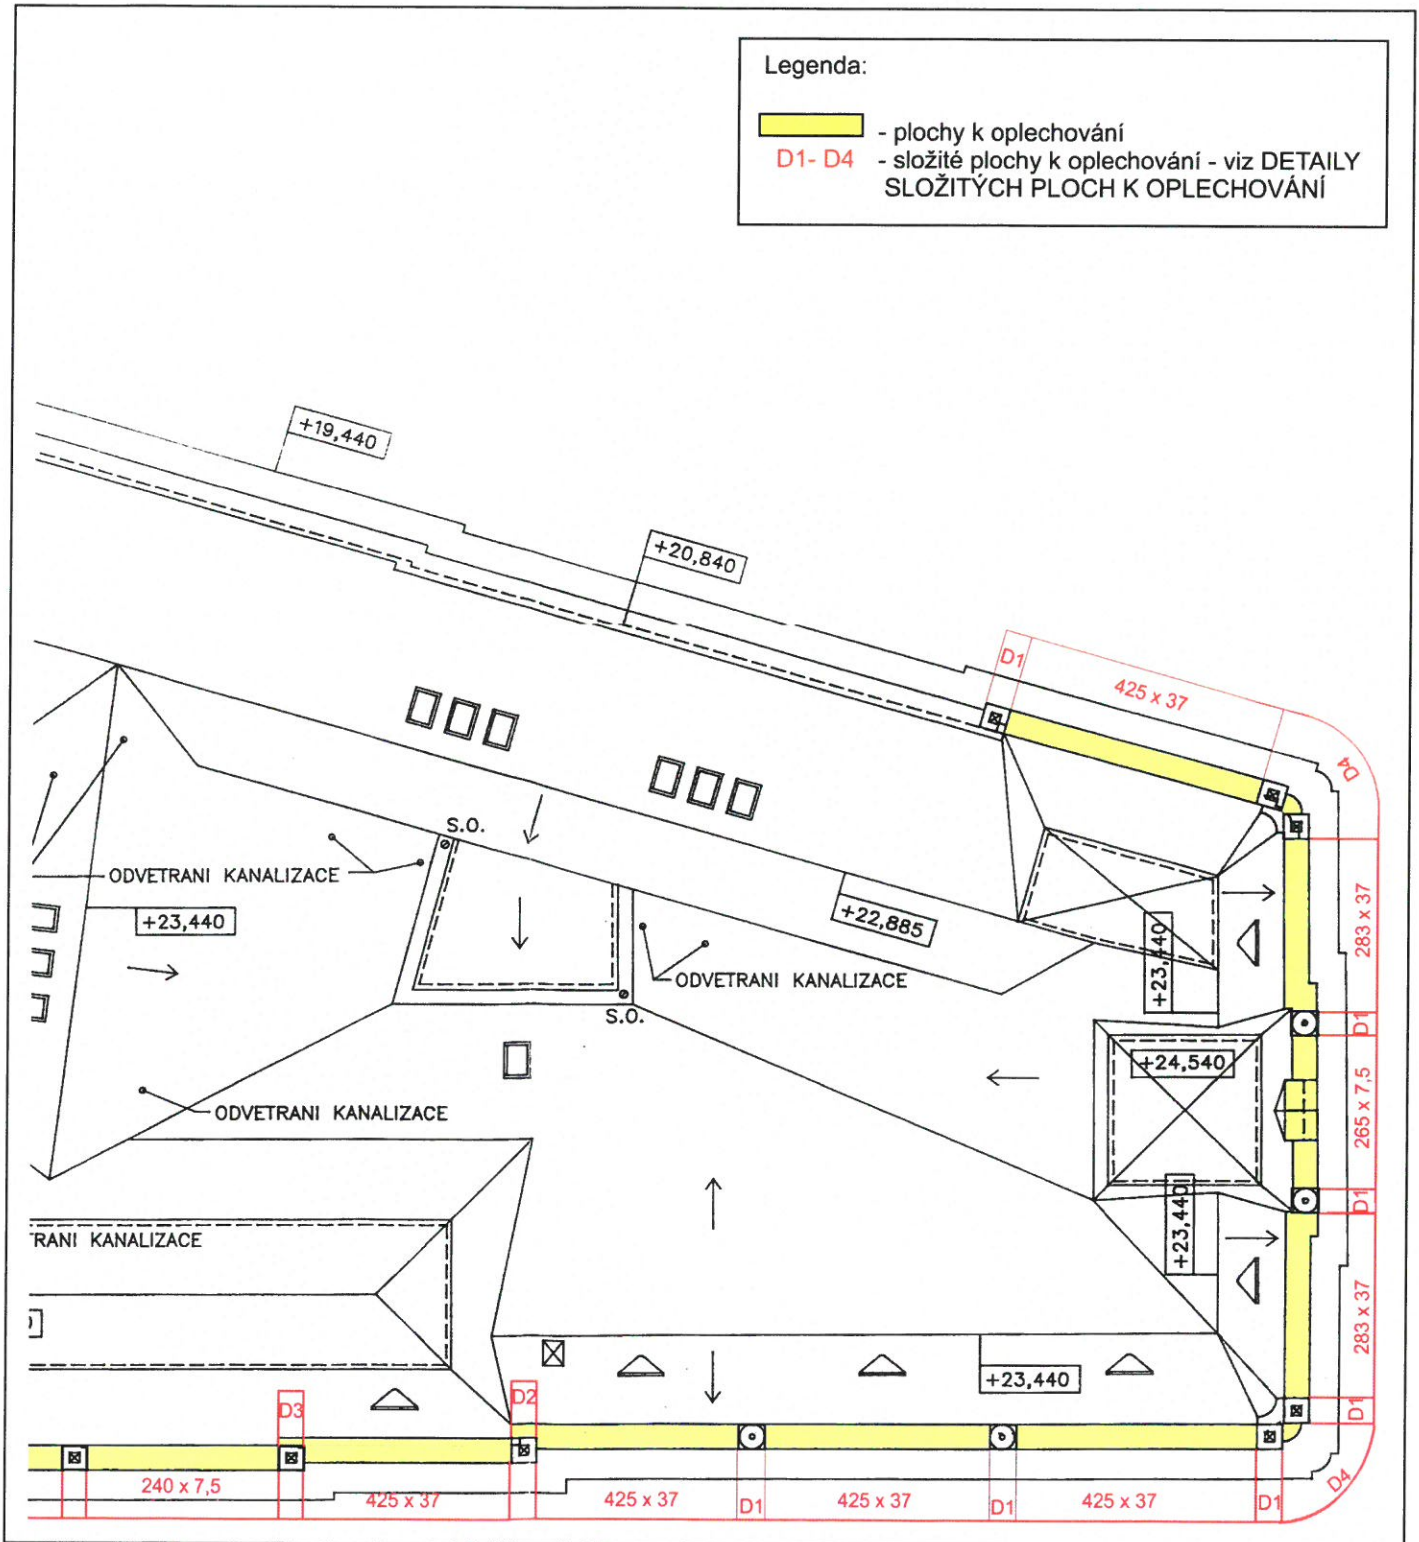 Legenda:
- plochy k oplechování
D1- D4 - složité plochy k oplechování - viz DETAILY
SLOŽITÝCH PLOCH K OPLECHOVÁNÍ
+19,440
+20,840
D1
425 x 37
D4
S.O.
ODVETRANI KANALIZACE
+23,440
+22,885
+23,440
283 x 37
ODVETRANI KANALIZACE
S.O.
D1
+24,540
265 x 7,5
ODVETRANI KANALIZACE
D1
+23,440
TRANI KANALIZACE
283 x 37
+23,440
D2
D3
D1
D4
240 x 7,5
425 x 37
425 x 37
D1
425 x 37
D1
425 x 37
D1